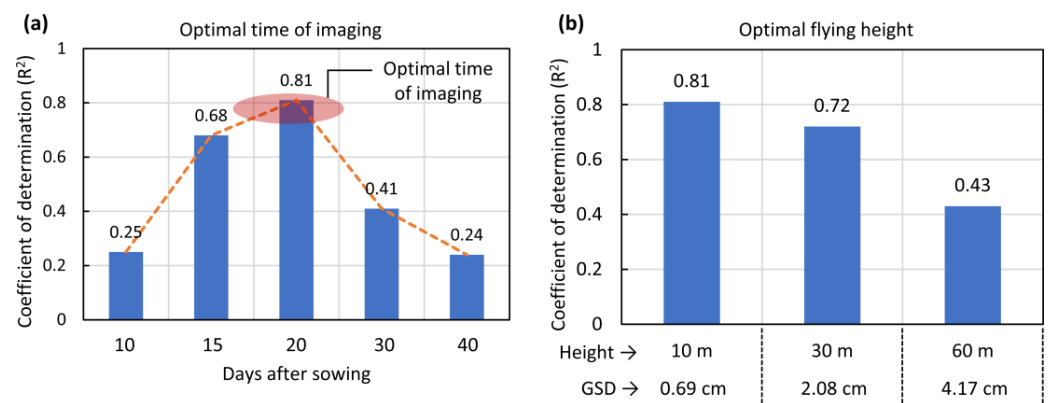 (a)
Optimal time of imaging
Coefficient of determination (R²)
1
0.8
0.6
0.4
0.2
0
0.25
0.68
0.81
0.41
0.24
Optimal time
of imaging
10 15 20 30 40
Days after sowing
(b)
Optimal flying height
Coefficient of determination (R²)
1
0.8
0.6
0.4
0.2
0
0.81
0.72
0.43
Height → 10 m 30 m 60 m
GSD → 0.69 cm 2.08 cm 4.17 cm